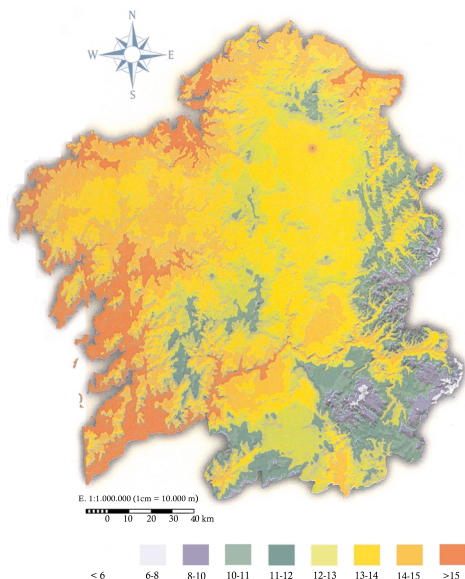 N
W E
S
E. 1:1.000.000 (1cm = 10.000 m)
0 10 20 30 40 km
< 6 6-8 8-10 10-11 11-12 12-13 13-14 14-15 >15